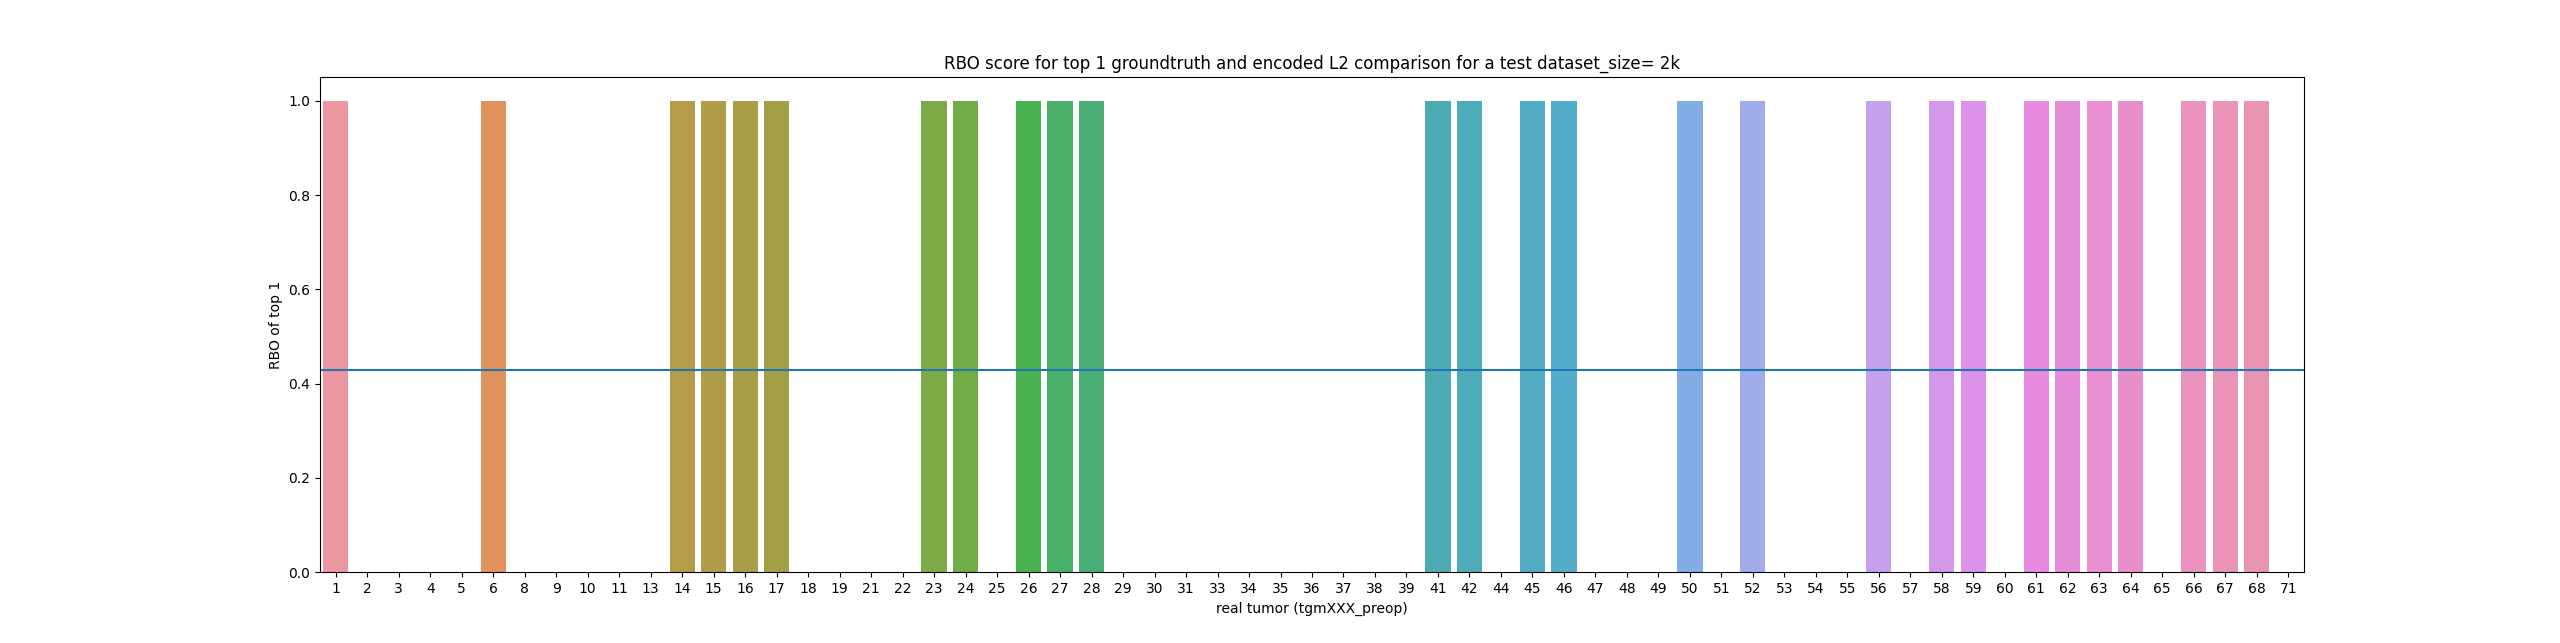 RBO score for top 1 groundtruth and encoded L2 comparison for a test dataset_size= 2k
1.0
0.8
0.6
0.4
0.2
0.0
RBO of top 1
1 2 3 4 5 6 8 9 10 11 13 14 15 16 17 18 19 21 22 23 24 25 26 27 28 29 30 31 33 34 35 36 37 38 39 41 42 44 45 46 47 48 49 50 51 52 53 54 55 56 57 58 59 60 61 62 63 64 65 66 67 68 71
real tumor (tgmXXX_preop)